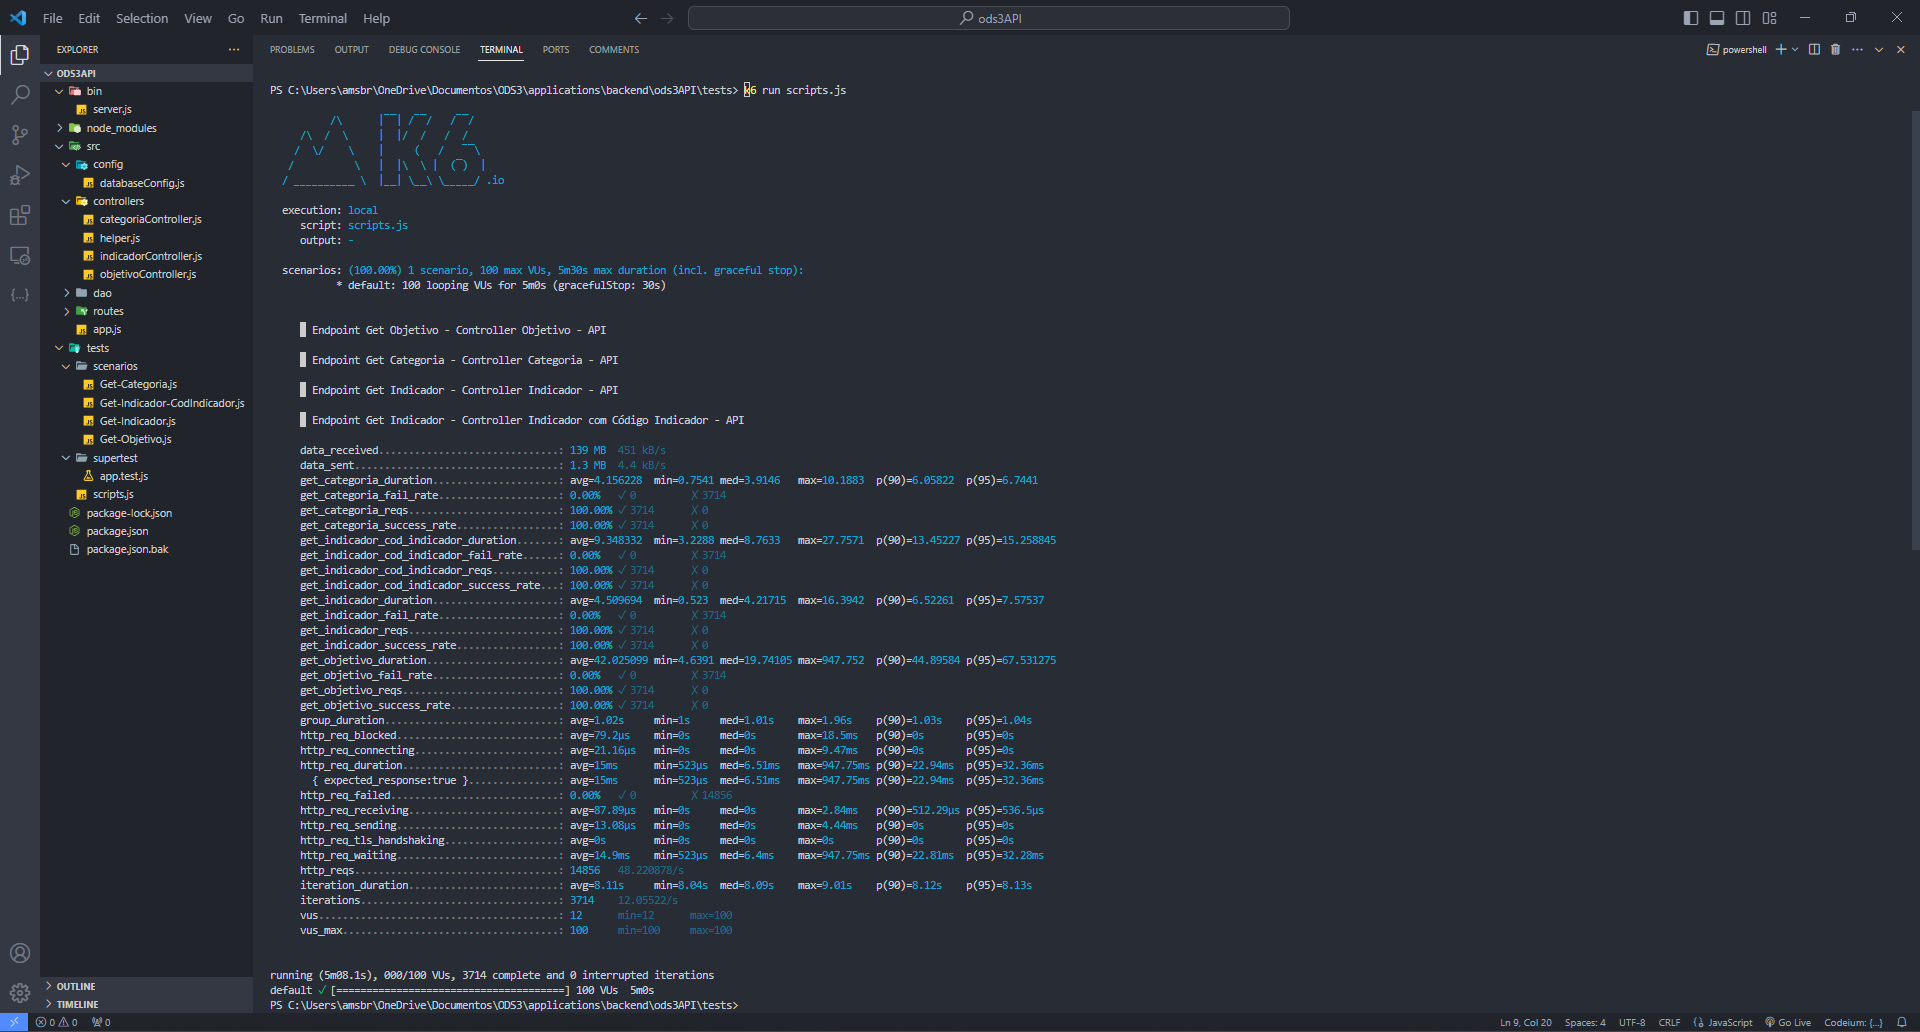 File Edit Selection View Go Run Terminal Help
ods3API
EXPLORER
ODS3API
bin
server.js
node_modules
src
config
databaseConfig.js
controllers
categoriaController.js
helper.js
indicadorController.js
objetivoController.js
dao
routes
app.js
tests
scenarios
Get-Categoria.js
Get-Indicador-CodIndicador.js
Get-Indicador.js
Get-Objetivo.js
supertest
app.test.js
scripts.js
package-lock.json
package.json
package.json.bak
OUTLINE
TIMELINE
PROBLEMS OUTPUT DEBUG CONSOLE TERMINAL PORTS COMMENTS
powershell
PS C:\Users\amsbr\OneDrive\Documentos\ODS3\applications\backend\ods3API\tests> k6 run scripts.js
.io
execution: local
script: scripts.js
output: -
scenarios: (100.00%) 1 scenario, 100 max VUs, 5m30s max duration (incl. graceful stop):
* default: 100 looping VUs for 5m0s (gracefulStop: 30s)
█ Endpoint Get Objetivo - Controller Objetivo - API
█ Endpoint Get Categoria - Controller Categoria - API
█ Endpoint Get Indicador - Controller Indicador - API
█ Endpoint Get Indicador - Controller Indicador com Código Indicador - API
data_received..............................: 139 MB 451 kB/s
data_sent..................................: 1.3 MB 4.4 kB/s
get_categoria_duration.....................: avg=4.156228 min=0.7541 med=3.9146 max=10.1883 p(90)=6.05822 p(95)=6.7441
get_categoria_fail_rate....................: 0.00% ✓ 0 ✗ 3714
get_categoria_reqs.........................: 100.00% ✓ 3714 ✗ 0
get_categoria_success_rate.................: 100.00% ✓ 3714 ✗ 0
get_indicador_cod_indicador_duration.......: avg=9.348332 min=3.2288 med=8.7633 max=27.7571 p(90)=13.45227 p(95)=15.258845
get_indicador_cod_indicador_fail_rate......: 0.00% ✓ 0 ✗ 3714
get_indicador_cod_indicador_reqs...........: 100.00% ✓ 3714 ✗ 0
get_indicador_cod_indicador_success_rate...: 100.00% ✓ 3714 ✗ 0
get_indicador_duration.....................: avg=4.509694 min=0.523 med=4.21715 max=16.3942 p(90)=6.52261 p(95)=7.57537
get_indicador_fail_rate....................: 0.00% ✓ 0 ✗ 3714
get_indicador_reqs.........................: 100.00% ✓ 3714 ✗ 0
get_indicador_success_rate.................: 100.00% ✓ 3714 ✗ 0
get_objetivo_duration......................: avg=42.025099 min=4.6391 med=19.74105 max=947.752 p(90)=44.89584 p(95)=67.531275
get_objetivo_fail_rate.....................: 0.00% ✓ 0 ✗ 3714
get_objetivo_reqs..........................: 100.00% ✓ 3714 ✗ 0
get_objetivo_success_rate..................: 100.00% ✓ 3714 ✗ 0
group_duration.............................: avg=1.02s min=1s med=1.01s max=1.96s p(90)=1.03s p(95)=1.04s
http_req_blocked...........................: avg=79.2µs min=0s med=0s max=18.5ms p(90)=0s p(95)=0s
http_req_connecting........................: avg=21.16µs min=0s med=0s max=9.47ms p(90)=0s p(95)=0s
http_req_duration..........................: avg=15ms min=523µs med=6.51ms max=947.75ms p(90)=22.94ms p(95)=32.36ms
{ expected_response:true }...............: avg=15ms min=523µs med=6.51ms max=947.75ms p(90)=22.94ms p(95)=32.36ms
http_req_failed............................: 0.00% ✓ 0 ✗ 14856
http_req_receiving.........................: avg=87.89µs min=0s med=0s max=2.84ms p(90)=512.29µs p(95)=536.5µs
http_req_sending...........................: avg=13.08µs min=0s med=0s max=4.44ms p(90)=0s p(95)=0s
http_req_tls_handshaking...................: avg=0s min=0s med=0s max=0s p(90)=0s p(95)=0s
http_req_waiting...........................: avg=14.9ms min=523µs med=6.4ms max=947.75ms p(90)=22.81ms p(95)=32.28ms
http_reqs..................................: 14856 48.220878/s
iteration_duration.........................: avg=8.11s min=8.04s med=8.09s max=9.01s p(90)=8.12s p(95)=8.13s
iterations.................................: 3714 12.05522/s
vus........................................: 12 min=12 max=100
vus_max....................................: 100 min=100 max=100
running (5m08.1s), 000/100 VUs, 3714 complete and 0 interrupted iterations
default ✓ [======================================] 100 VUs 5m0s
PS C:\Users\amsbr\OneDrive\Documentos\ODS3\applications\backend\ods3API\tests>
0 0 0 Ln 9, Col 20 Spaces: 4 UTF-8 CRLF JavaScript Go Live Codeium: {...}